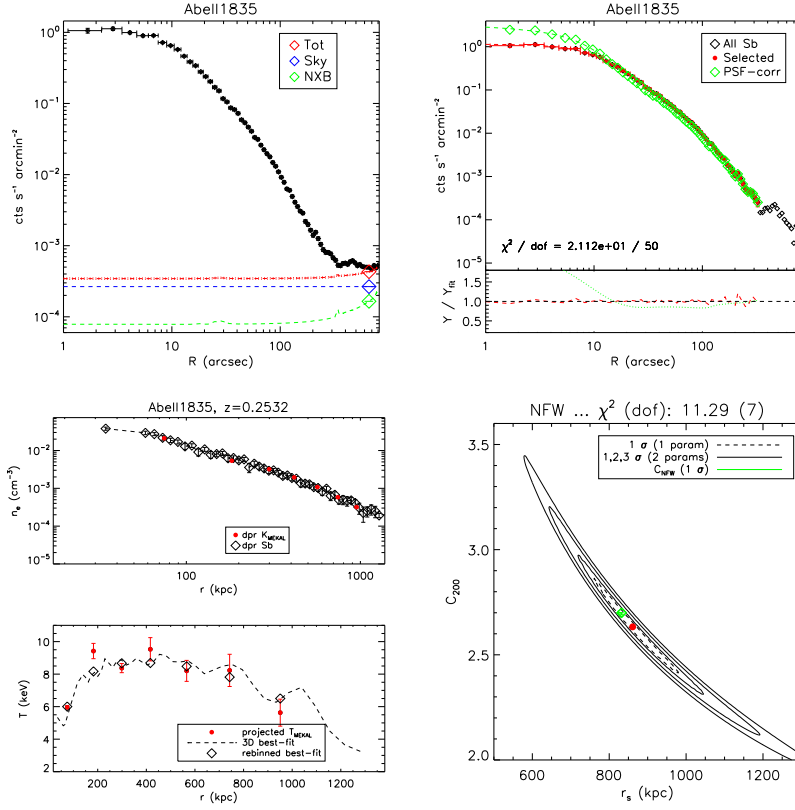 Abell1835
Tot
Sky
NXB
10⁰
10⁻¹
10⁻²
10⁻³
10⁻⁴
cts s⁻¹ arcmin⁻²
1
10
100
R (arcsec)
Abell1835
All Sb
Selected
PSF-corr
10⁰
10⁻¹
10⁻²
10⁻³
10⁻⁴
10⁻⁵
cts s⁻¹ arcmin⁻²
χ² / dof = 2.112e+01 / 50
Y / Y_fit
1.0
0.5
1
10
100
R (arcsec)
Abell1835, z=0.2532
10⁻²
10⁻³
10⁻⁴
10⁻⁵
n_e (cm⁻³)
dpr K_MEKAL
dpr Sb
100
1000
r (kpc)
10
8
6
4
2
T (keV)
projected T_MEKAL
3D best-fit
rebinned best-fit
200
400
600
800
1000
1200
r (kpc)
NFW ... χ² (dof): 11.29 (7)
1 σ (1 param)
1,2,3 σ (2 params)
C_NFW (1 σ)
3.5
3.0
2.5
2.0
C₂₀₀
600
800
1000
1200
r_s (kpc)